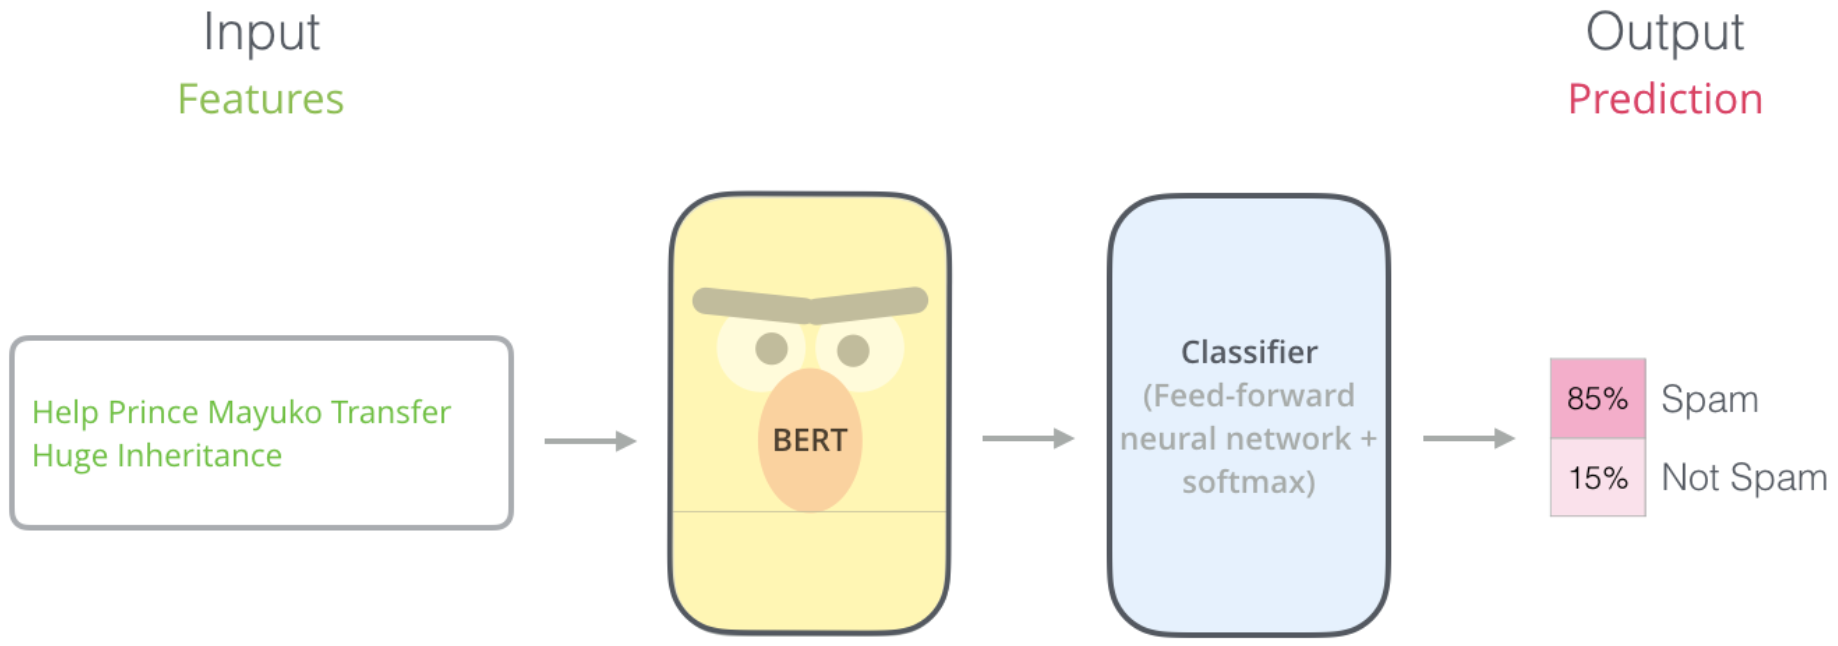 Input
Features
Output
Prediction
Help Prince Mayuko Transfer
Huge Inheritance
BERT
Classifier
(Feed-forward
neural network +
softmax)
85% Spam
15% Not Spam